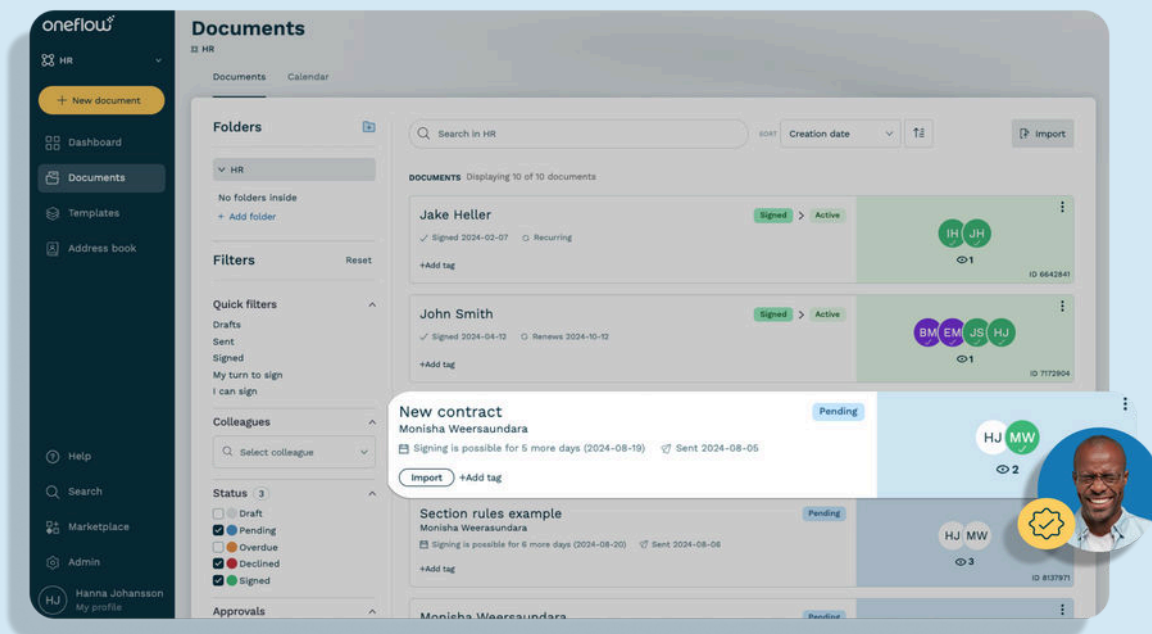 oneflow
HR
+ New document
Dashboard
Documents
Templates
Address book
Help
Search
Marketplace
Admin
HJ
Hanna Johansson
My profile
Documents
HR
Documents Calendar
Folders
HR
No folders inside
+ Add folder
Filters Reset
Quick filters
Drafts
Sent
Signed
My turn to sign
I can sign
Colleagues
Select colleague
Status 3
Draft
Pending
Overdue
Declined
Signed
Approvals
Search in HR
SORT Creation date
Import
DOCUMENTS Displaying 10 of 10 documents
Jake Heller Signed > Active
Signed 2024-02-07 Recurring
+Add tag
IH JH
1
ID 6642841
John Smith Signed > Active
Signed 2024-04-12 Renews 2024-10-12
+Add tag
BM EM JS HJ
1
ID 7172804
New contract Pending
Monisha Weersaundara
Signing is possible for 5 more days (2024-08-19) Sent 2024-08-05
Import +Add tag
HJ MW
2
Section rules example Pending
Monisha Weerasundara
Signing is possible for 6 more days (2024-08-20) Sent 2024-08-06
+Add tag
HJ MW
3
ID 8137971
Monisha Weersaundara Pending